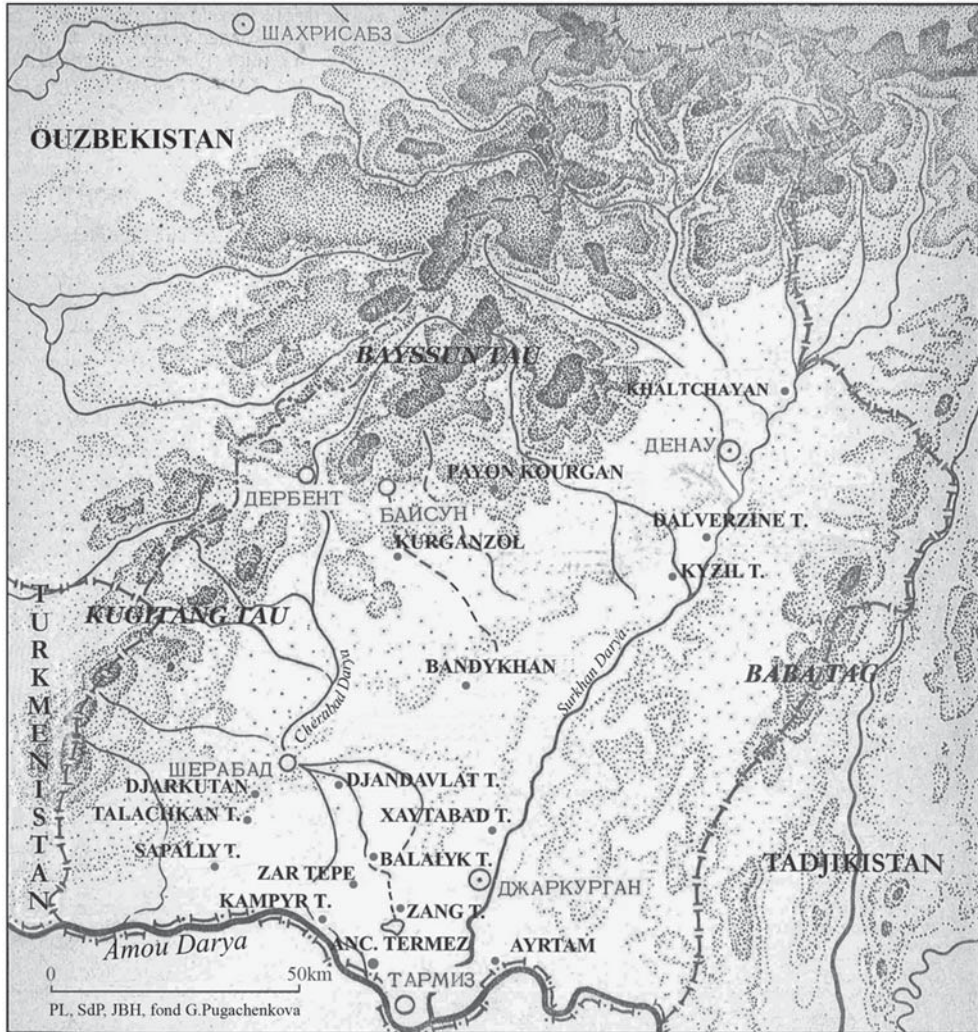 ШАХРИСАБЗ
OUZBEKISTAN
BAYSSUN TAU
KHALTCHAYAN
ДЕНАУ
PAYON KOURGAN
ДЕРБЕНТ
БАЙСУН
DALVERZINE T.
KURGANZOL
KYZIL T.
TURKMENISTAN
KUGITANG TAU
BANDYKHAN
BABA TAG
Surkhan Darya
Chérabad Darya
ШЕРАБАД
DJARKUTAN
DJANDAVLAT T.
TALACHKAN T.
XAYTABAD T.
SAPALLY T.
BALALYK T.
TADJIKISTAN
ZAR TEPE
ДЖАРКУРГАН
KAMPYR T.
ZANG T.
Amou Darya
ANC. TERMEZ
AYRTAM
ТАРМИЗ
0 50km
PL, SdP, JBH, fond G.Pugachenkova